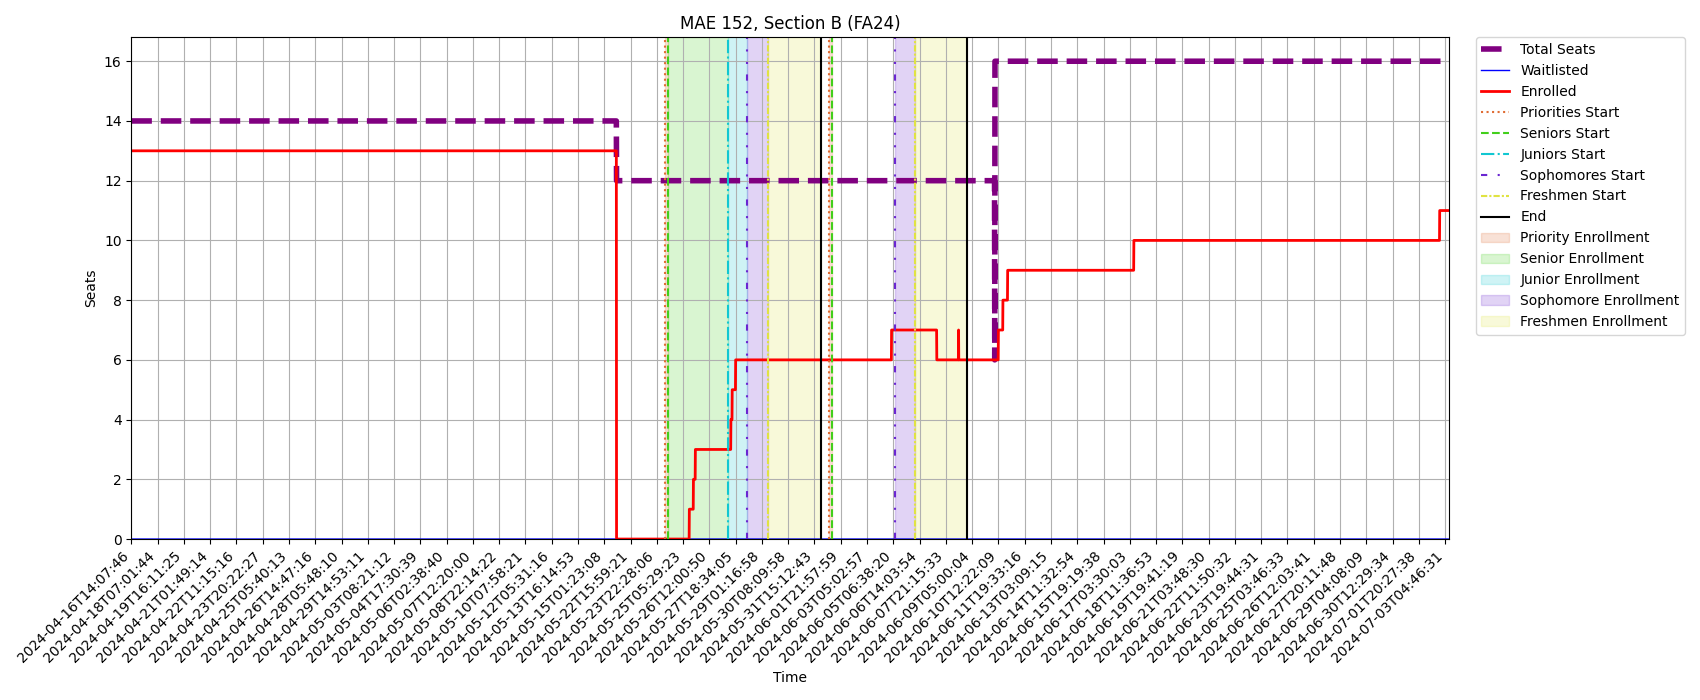 MAE 152, Section B (FA24)
Seats
16
14
12
10
8
6
4
2
0
2024-04-16T14:07:46
2024-04-18T07:01:44
2024-04-19T16:11:25
2024-04-21T01:49:14
2024-04-22T11:15:16
2024-04-23T20:22:27
2024-04-25T05:40:13
2024-04-26T14:47:16
2024-04-28T05:48:10
2024-04-29T14:53:11
2024-05-03T08:21:12
2024-05-04T17:30:39
2024-05-06T02:38:40
2024-05-07T12:20:00
2024-05-08T22:14:22
2024-05-10T07:58:21
2024-05-12T05:31:16
2024-05-13T16:14:53
2024-05-15T01:23:08
2024-05-22T15:59:21
2024-05-23T22:28:06
2024-05-25T05:29:23
2024-05-26T12:00:50
2024-05-27T18:34:05
2024-05-29T01:16:58
2024-05-30T08:09:58
2024-05-31T15:12:43
2024-06-01T21:57:59
2024-06-03T05:02:57
2024-06-05T06:38:20
2024-06-06T14:03:54
2024-06-07T21:15:33
2024-06-09T05:00:04
2024-06-10T12:22:09
2024-06-11T19:33:16
2024-06-13T03:09:15
2024-06-14T11:32:54
2024-06-15T19:19:38
2024-06-17T03:30:03
2024-06-18T11:36:53
2024-06-19T19:41:19
2024-06-21T03:48:30
2024-06-22T11:50:32
2024-06-23T19:44:31
2024-06-25T03:46:33
2024-06-26T12:03:41
2024-06-27T20:11:48
2024-06-29T04:08:09
2024-06-30T12:29:34
2024-07-01T20:27:38
2024-07-03T04:46:31
Time
Total Seats
Waitlisted
Enrolled
Priorities Start
Seniors Start
Juniors Start
Sophomores Start
Freshmen Start
End
Priority Enrollment
Senior Enrollment
Junior Enrollment
Sophomore Enrollment
Freshmen Enrollment